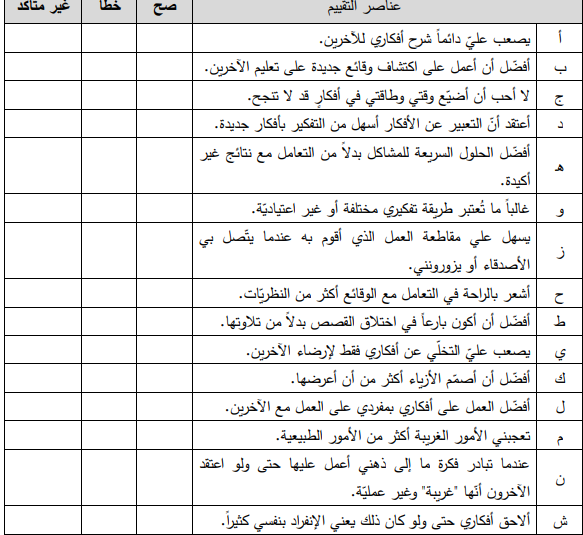 عناصر التقييم صح خطأ غير متأكد
أ يصعب عليّ دائماً شرح أفكاري للآخرين.
ب أفضّل أن أعمل على اكتشاف وقائع جديدة على تعليم الآخرين.
ج لا أحب أن أضيّع وقتي وطاقتي في أفكارٍ قد لا تنجح.
د أعتقد أنّ التعبير عن الأفكار أسهل من التفكير بأفكار جديدة.
هـ أفضّل الحلول السريعة للمشاكل بدلاً من التعامل مع نتائج غير
أكيدة.
و غالباً ما تُعتبر طريقة تفكيري مختلفة أو غير اعتياديّة.
ز يسهل علي مقاطعة العمل الذي أقوم به عندما يتّصل بي
الأصدقاء أو يزورونني.
ح أشعر بالراحة في التعامل مع الوقائع أكثر من النظريّات.
ط أفضّل أن أكون بارعاً في اختلاق القصص بدلاً من تلاوتها.
ي يصعب عليّ التخلّي عن أفكاري فقط لإرضاء الآخرين.
ك أفضل أن أصمّم الأزياء أكثر من أن أعرضها.
ل أفضل العمل على أفكاري بمفردي على العمل مع الآخرين.
م تعجبني الأمور الغريبة أكثر من الأمور الطبيعية.
ن عندما تبادر فكرة ما إلى ذهني أعمل عليها حتى ولو اعتقد
الآخرون أنّها "غريبة" وغير عمليّة.
ش ألاحق أفكاري حتى ولو كان ذلك يعني الإنفراد بنفسي كثيراً.